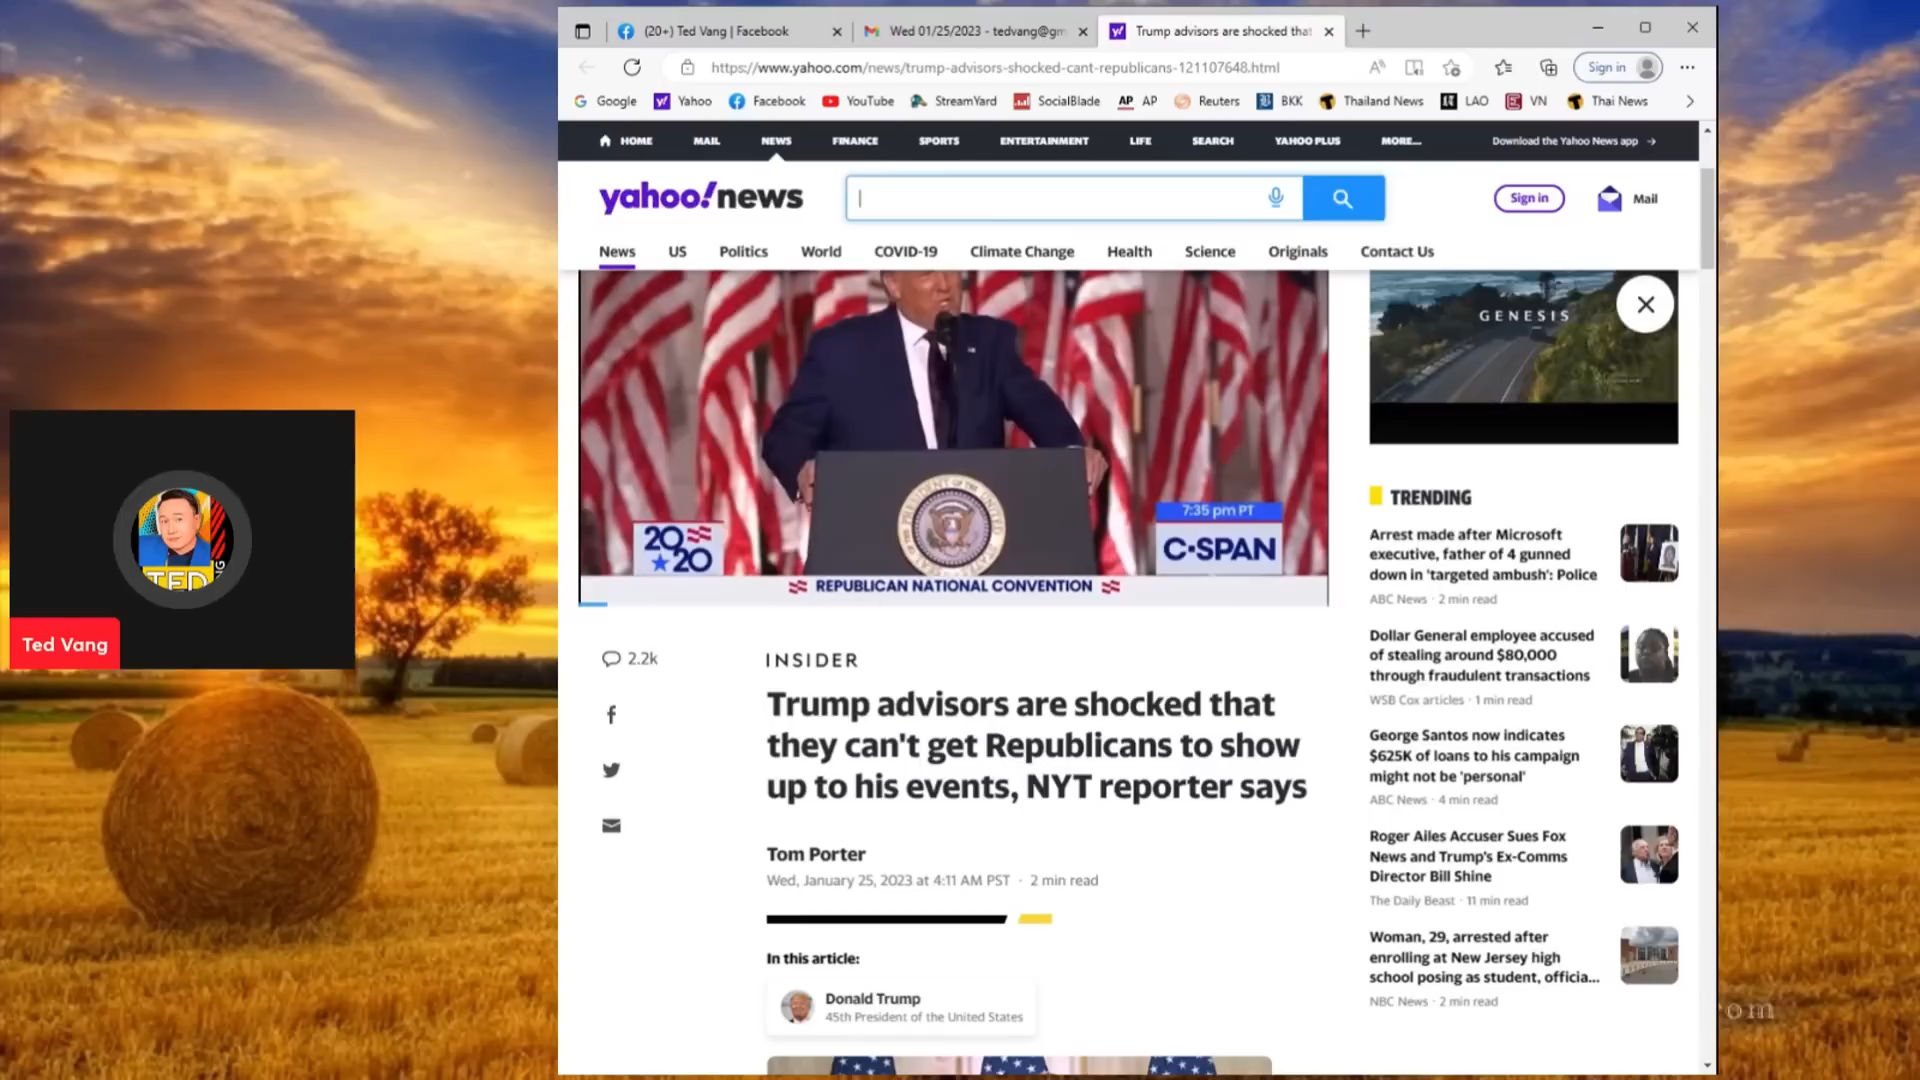 (20+) Ted Vang | Facebook
Wed 01/25/2023 - tedvang@gm
Trump advisors are shocked that
https://www.yahoo.com/news/trump-advisors-shocked-cant-republicans-121107648.html
Sign in
Google
Yahoo
Facebook
YouTube
StreamYard
SocialBlade
AP AP
Reuters
BKK
Thailand News
LAO
VN
Thai News
HOME
MAIL
NEWS
FINANCE
SPORTS
ENTERTAINMENT
LIFE
SEARCH
YAHOO PLUS
MORE...
Download the Yahoo News app
yahoo!news
Sign in
Mail
News
US
Politics
World
COVID-19
Climate Change
Health
Science
Originals
Contact Us
GENESIS
7:35 pm PT
2020
C-SPAN
REPUBLICAN NATIONAL CONVENTION
TED
Ted Vang
2.2k
INSIDER
Trump advisors are shocked that
they can't get Republicans to show
up to his events, NYT reporter says
Tom Porter
Wed, January 25, 2023 at 4:11 AM PST · 2 min read
In this article:
Donald Trump
45th President of the United States
TRENDING
Arrest made after Microsoft
executive, father of 4 gunned
down in 'targeted ambush': Police
ABC News · 2 min read
Dollar General employee accused
of stealing around $80,000
through fraudulent transactions
WSB Cox articles · 1 min read
George Santos now indicates
$625K of loans to his campaign
might not be 'personal'
ABC News · 4 min read
Roger Ailes Accuser Sues Fox
News and Trump's Ex-Comms
Director Bill Shine
The Daily Beast · 11 min read
Woman, 29, arrested after
enrolling at New Jersey high
school posing as student, officia...
NBC News · 2 min read
om